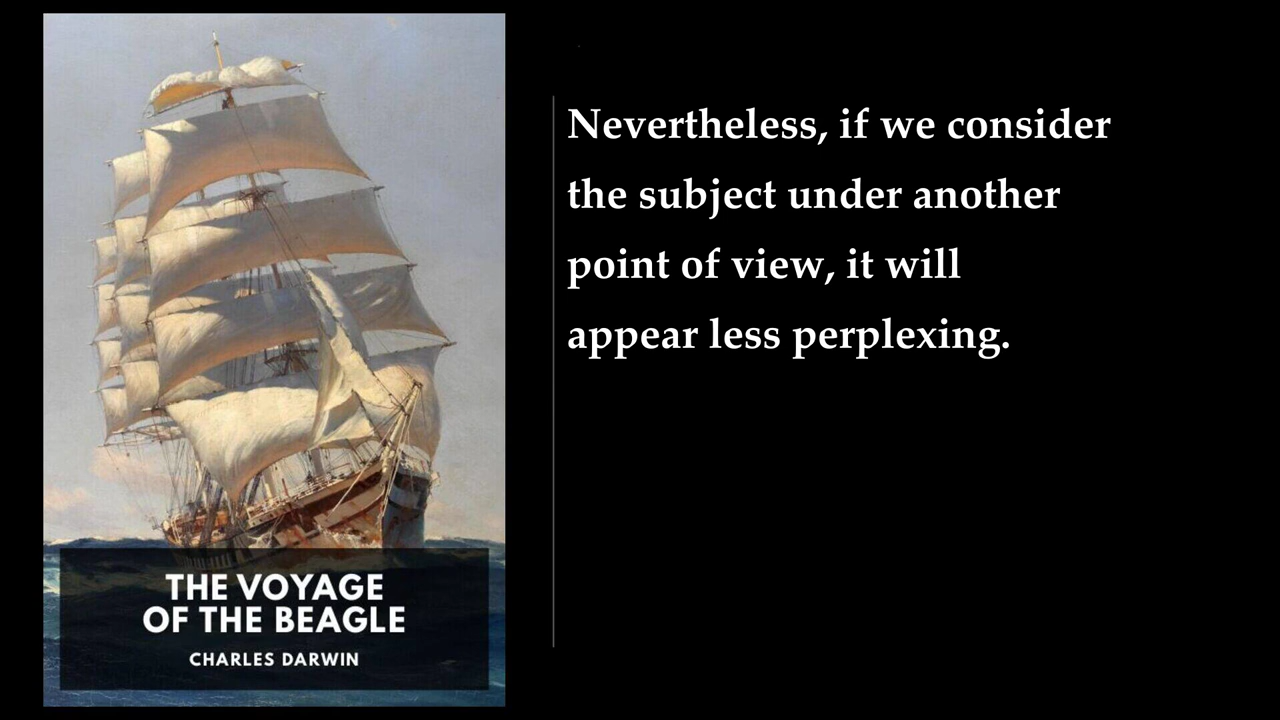 THE VOYAGE
OF THE BEAGLE
CHARLES DARWIN
Nevertheless, if we consider
the subject under another
point of view, it will
appear less perplexing.